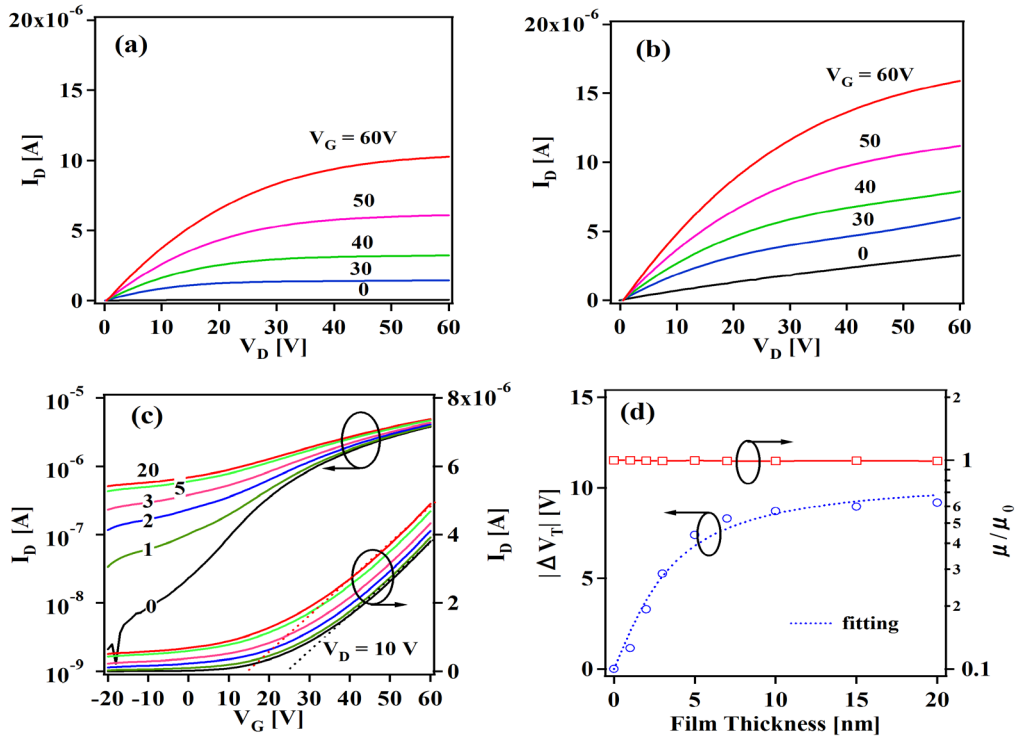 20x10-6
(a)
15
10
5
0
I_D [A]
V_G = 60V
50
40
30
0
0 10 20 30 40 50 60
V_D [V]
20x10-6
(b)
15
10
5
0
I_D [A]
V_G = 60V
50
40
30
0
0 10 20 30 40 50 60
V_D [V]
10-5
10-6
10-7
10-8
10-9
I_D [A]
(c)
20
5
3
2
1
0
V_D = 10 V
8x10-6
6
4
2
0
I_D [A]
-20 -10 0 10 20 30 40 50 60
V_G [V]
15
10
5
0
|ΔV_T| [V]
(d)
fitting
2
1
6
5
4
3
2
0.1
μ/μ_0
0 5 10 15 20
Film Thickness [nm]